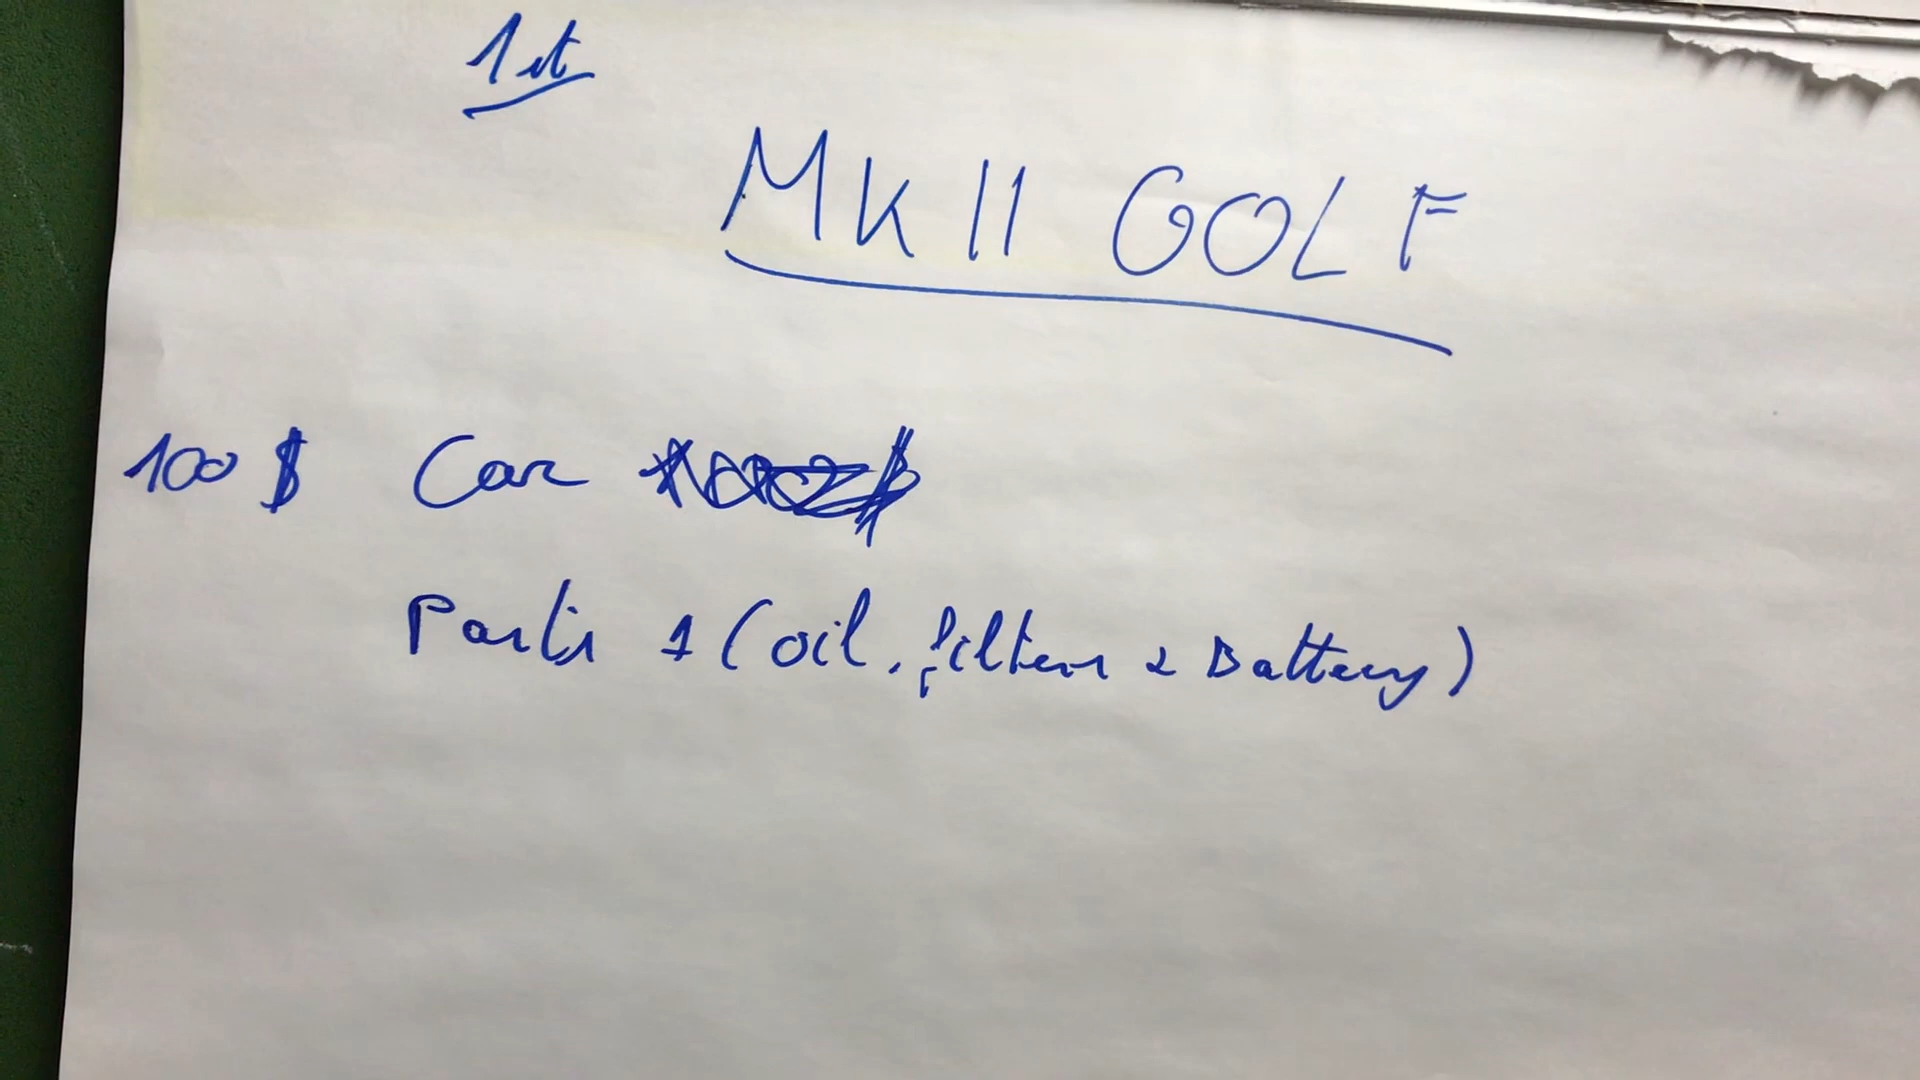 1st
MK II GOLF
100 $ Car
Parts 1 (oil, filters & Battery)